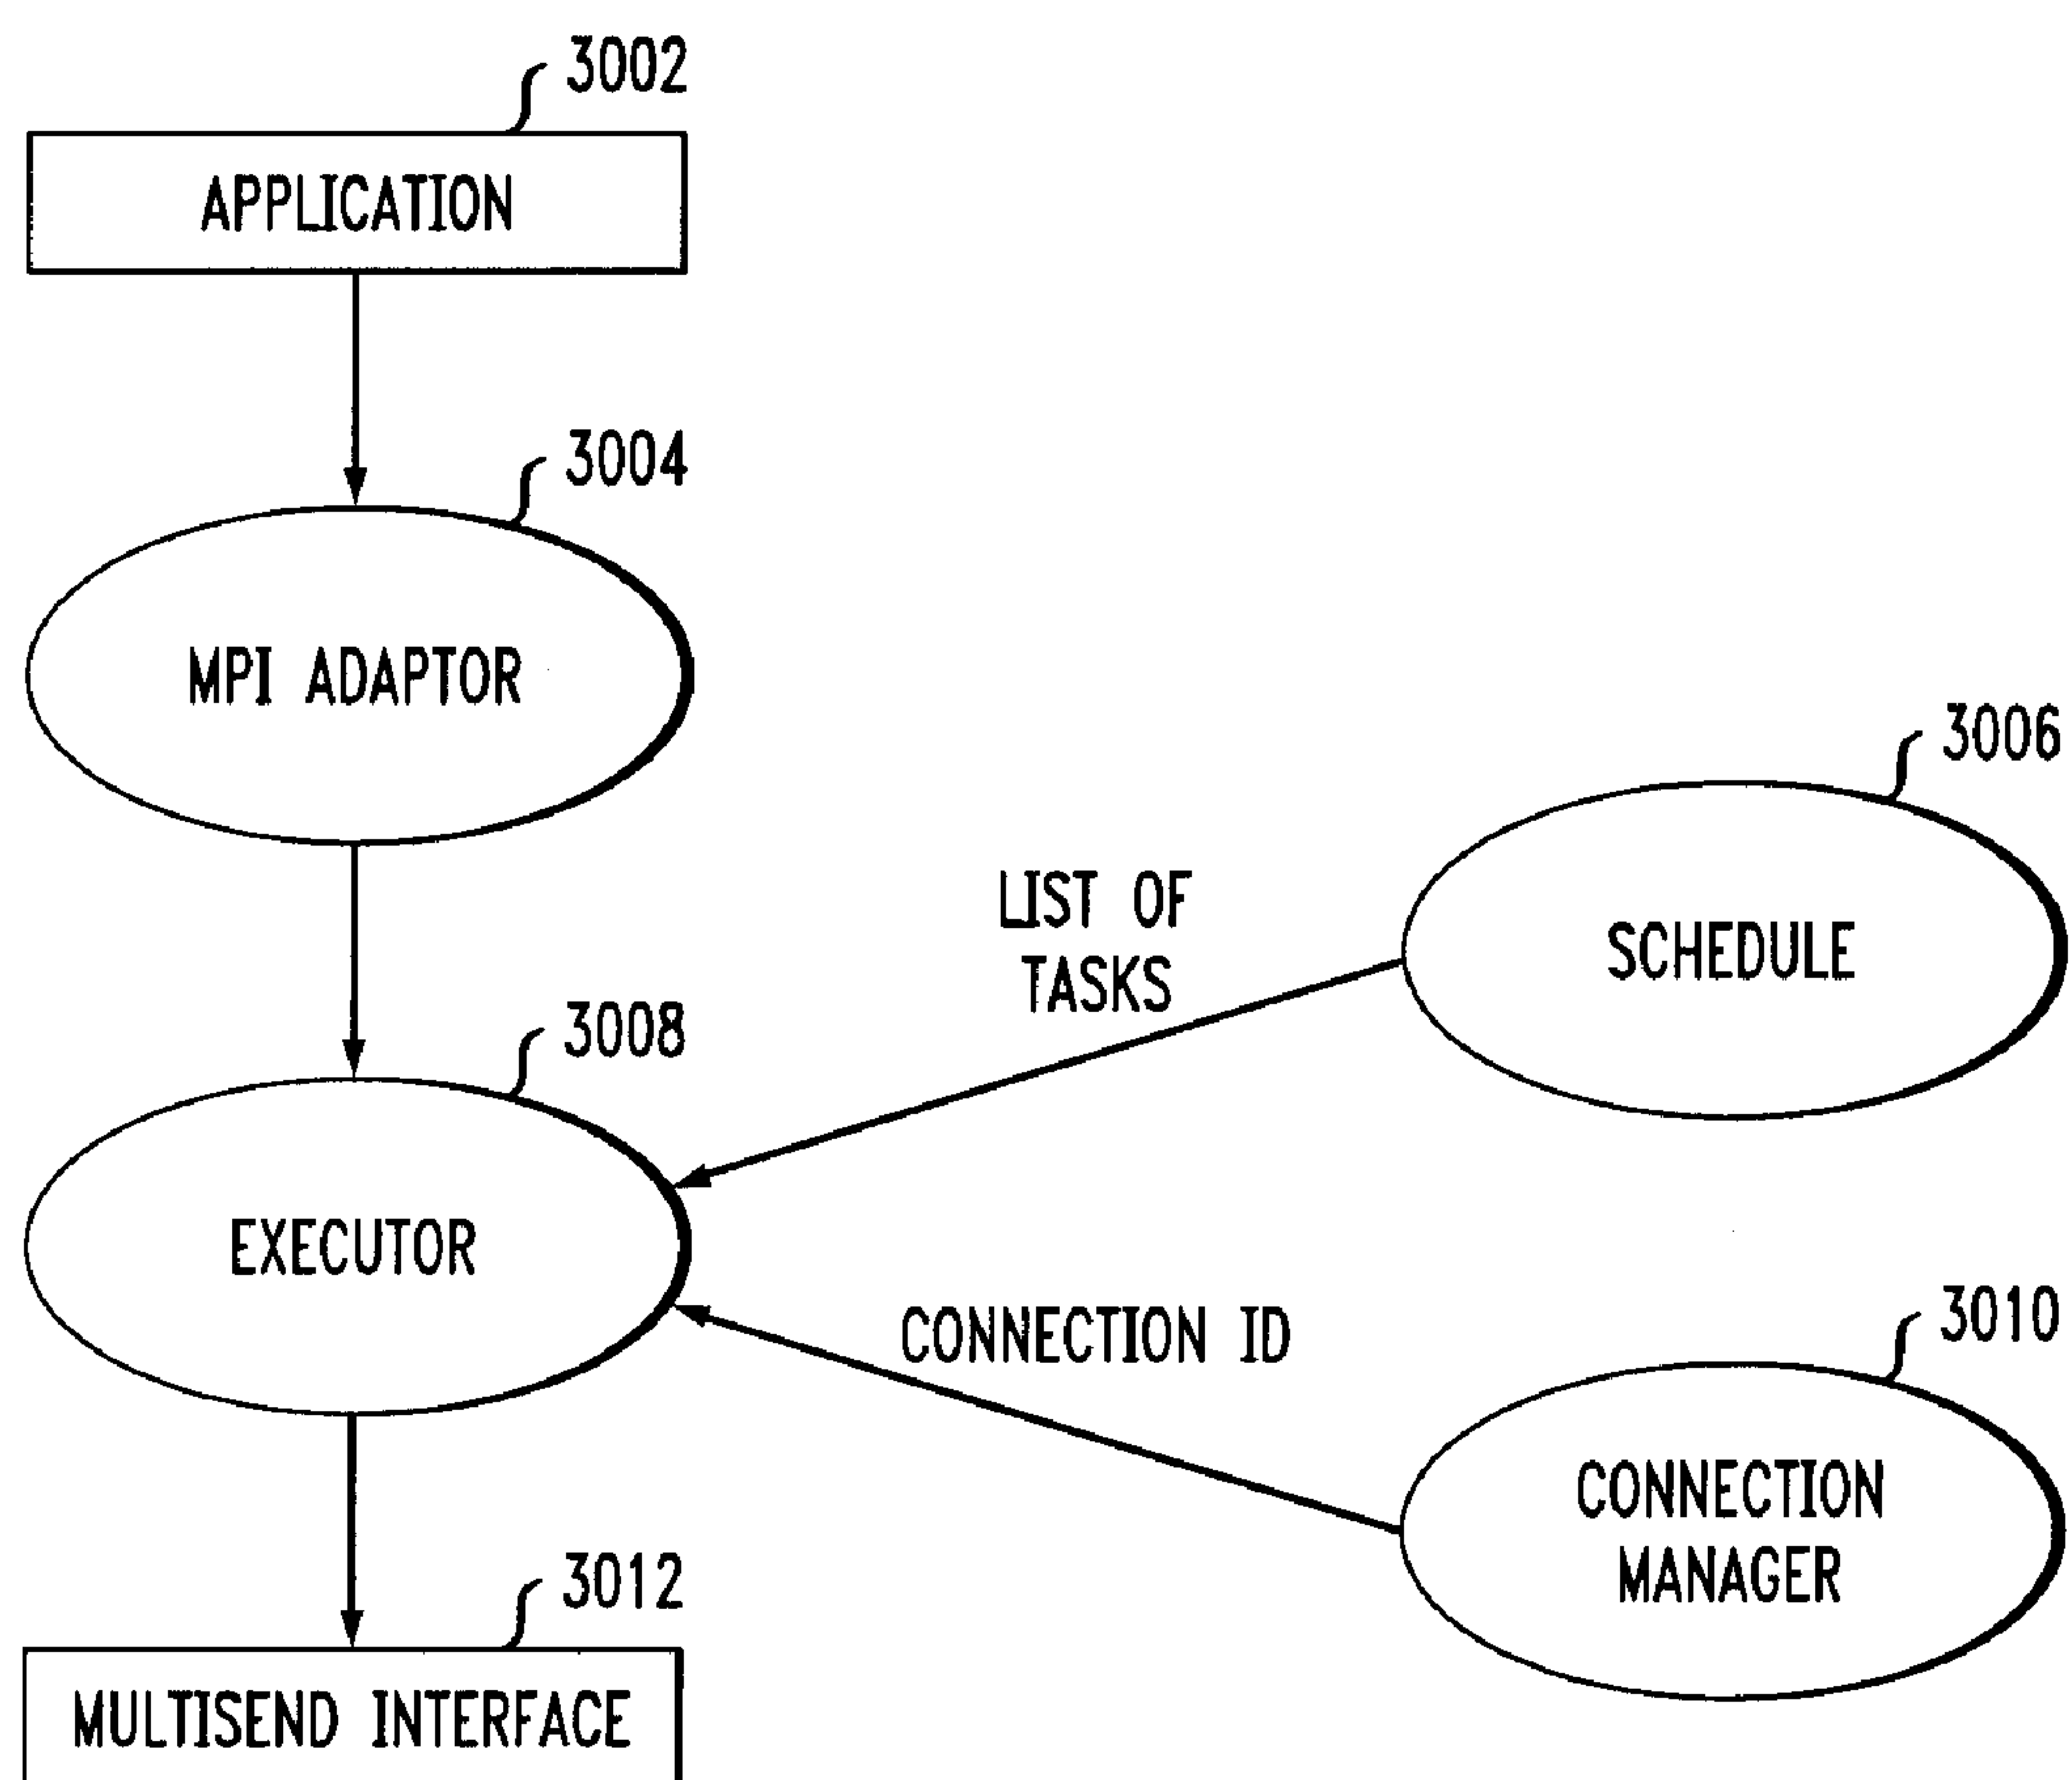 3002
APPLICATION
3004
MPI ADAPTOR
3006
LIST OF
TASKS
SCHEDULE
3008
EXECUTOR
CONNECTION ID
3010
CONNECTION
MANAGER
3012
MULTISEND INTERFACE